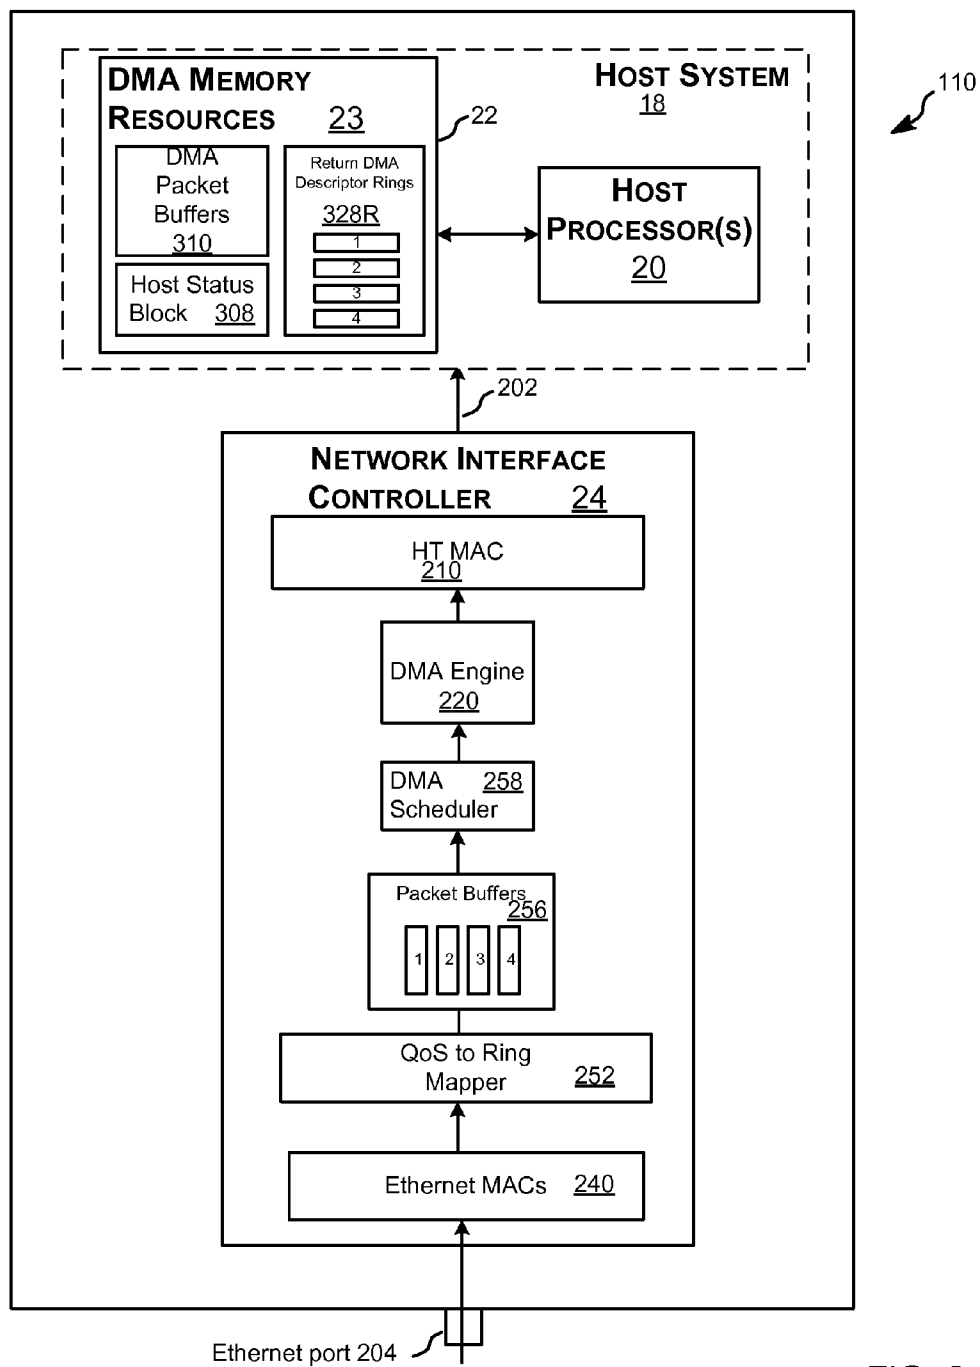 DMA MEMORY
RESOURCES 23
HOST SYSTEM
18
110
22
DMA
Packet
Buffers
310
Return DMA
Descriptor Rings
328R
1
2
3
4
Host Status
Block 308
HOST
PROCESSOR(S)
20
202
NETWORK INTERFACE
CONTROLLER 24
HT MAC
210
DMA Engine
220
DMA 258
Scheduler
Packet Buffers
256
1 2 3 4
QoS to Ring
Mapper 252
Ethernet MACs 240
Ethernet port 204